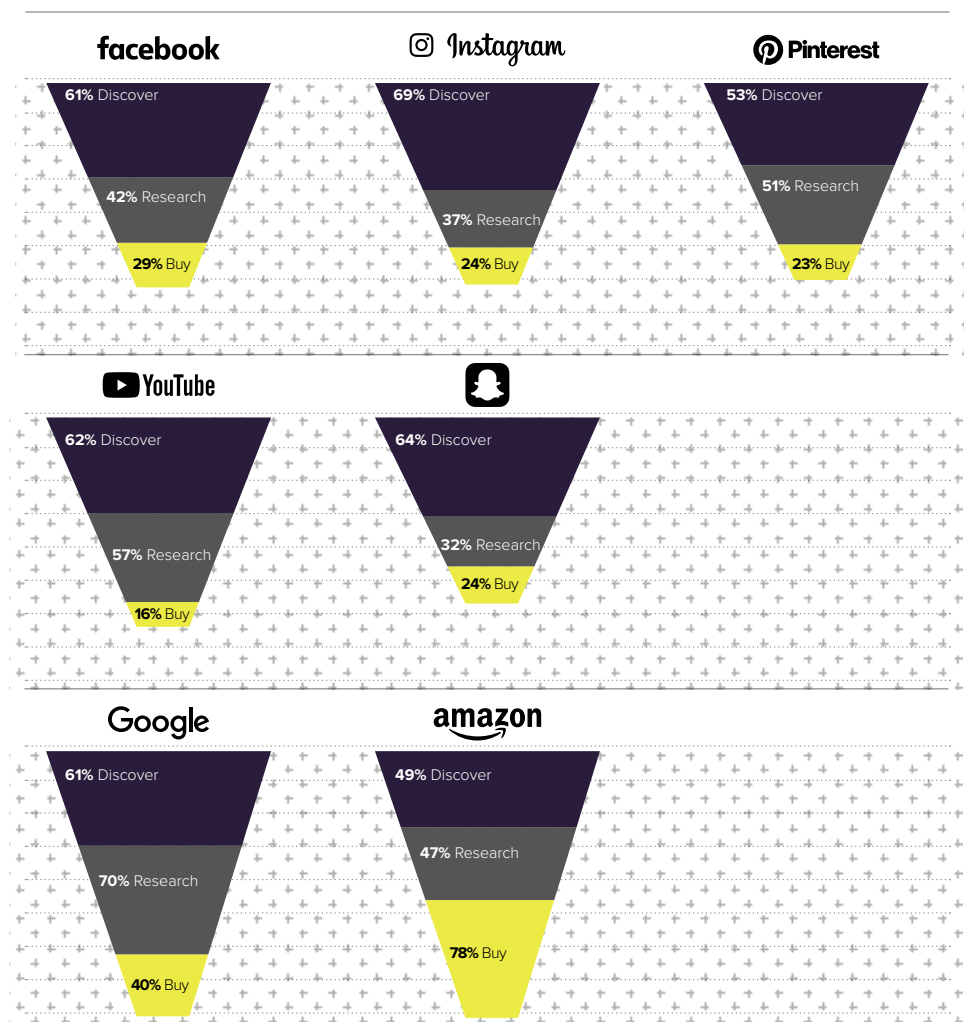 facebook
Instagram
Pinterest
61% Discover
69% Discover
53% Discover
42% Research
37% Research
51% Research
29% Buy
24% Buy
23% Buy
YouTube
62% Discover
64% Discover
57% Research
32% Research
16% Buy
24% Buy
Google
amazon
61% Discover
49% Discover
70% Research
47% Research
40% Buy
78% Buy